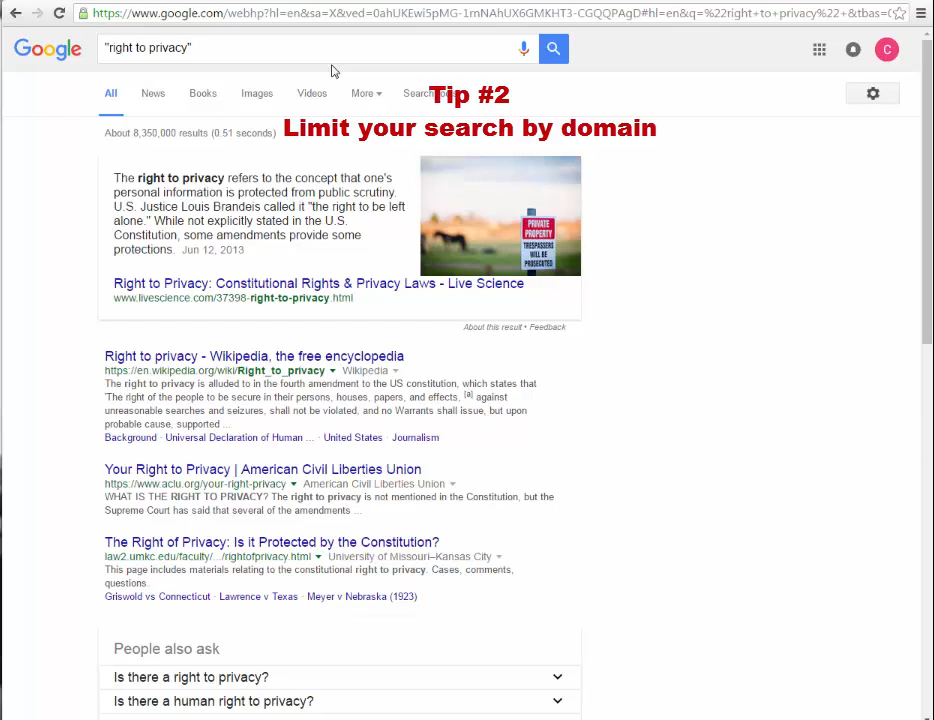 https://www.google.com/webhp?hl=en&sa=X&ved=0ahUKEwi5pMG-1rnNAhUX6GMKHT3-CGQQPAgD#hl=en&q=%22right+to+privacy%22+&tbas=0
Google
"right to privacy"
C
All News Books Images Videos More Search
Tip #2
Limit your search by domain
About 8,350,000 results (0.51 seconds)
The right to privacy refers to the concept that one's
personal information is protected from public scrutiny.
U.S. Justice Louis Brandeis called it "the right to be left
alone." While not explicitly stated in the U.S.
Constitution, some amendments provide some
protections. Jun 12, 2013
PRIVATE
PROPERTY
TRESPASSERS
WILL BE
PROSECUTED
Right to Privacy: Constitutional Rights & Privacy Laws - Live Science
www.livescience.com/37398-right-to-privacy.html
About this result • Feedback
Right to privacy - Wikipedia, the free encyclopedia
https://en.wikipedia.org/wiki/Right_to_privacy Wikipedia
The right to privacy is alluded to in the fourth amendment to the US constitution, which states that
'The right of the people to be secure in their persons, houses, papers, and effects, [a] against
unreasonable searches and seizures, shall not be violated, and no Warrants shall issue, but upon
probable cause, supported ...
Background · Universal Declaration of Human ... · United States · Journalism
Your Right to Privacy | American Civil Liberties Union
https://www.aclu.org/your-right-privacy American Civil Liberties Union
WHAT IS THE RIGHT TO PRIVACY? The right to privacy is not mentioned in the Constitution, but the
Supreme Court has said that several of the amendments ...
The Right of Privacy: Is it Protected by the Constitution?
law2.umkc.edu/faculty/.../rightofprivacy.html University of Missouri–Kansas City
This page includes materials relating to the constitutional right to privacy. Cases, comments,
questions.
Griswold vs Connecticut · Lawrence v Texas · Meyer v Nebraska (1923)
People also ask
Is there a right to privacy?
Is there a human right to privacy?